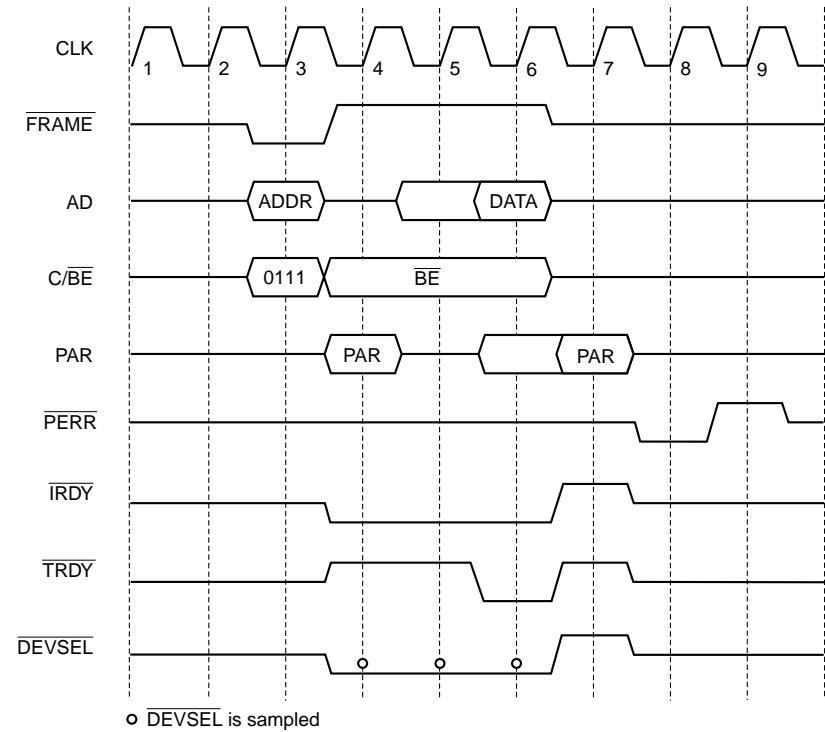 CLK
1 2 3 4 5 6 7 8 9
FRAME
AD
ADDR DATA
C/BE
0111 BE
PAR
PAR PAR
PERR
IRDY
TRDY
DEVSEL
DEVSEL is sampled